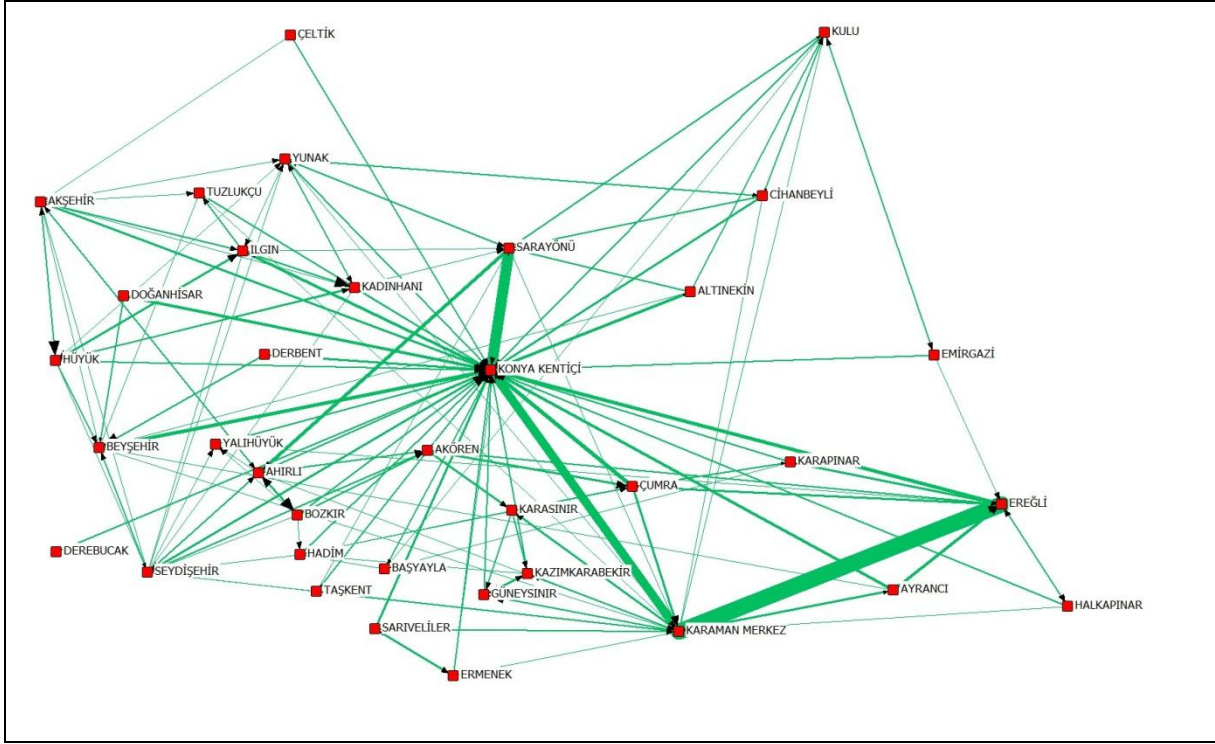 ÇELTİK
KULU
YUNAK
TUZLUKÇU
AKŞEHİR
CİHANBEYLİ
ILGIN
SARAYÖNÜ
KADINHANI
ALTINEKİN
DOĞANHİSAR
DERBENT
EMİRGAZİ
HÜYÜK
KONYA KENTİÇİ
YALIHÜYÜK
BEYŞEHİR
AKÖREN
KARAPINAR
AHIRLI
ÇUMRA
EREĞLİ
KARASINIR
BOZKIR
DEREBUCAK
HADİM
BAŞYAYLA
SEYDİŞEHİR
KAZIMKARABEKİR
TAŞKENT
GÜNEYSINIR
AYRANCI
HALKAPINAR
SARIVELİLER
KARAMAN MERKEZ
ERMENEK